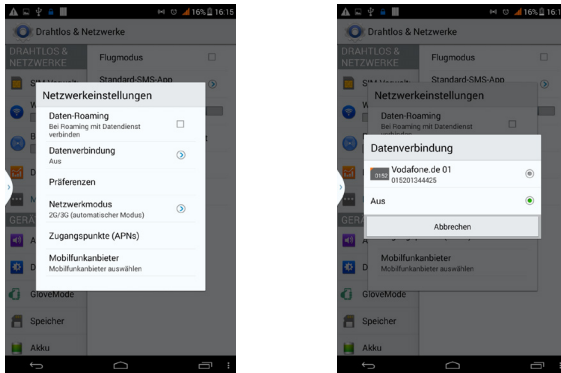 16% 16:15
Drahtlos & Netzwerke
DRAHTLOS &
NETZWERKE
Flugmodus
Standard-SMS-App
Netzwerkeinstellungen
Daten-Roaming
Bei Roaming mit Datendienst
verbinden
Datenverbindung
Aus
Präferenzen
Netzwerkmodus
2G/3G (automatischer Modus)
Zugangspunkte (APNs)
Mobilfunkanbieter
Mobilfunkanbieter auswählen
GloveMode
Speicher
Akku
16%
Drahtlos & Netzwerke
DRAHTLOS &
NETZWERKE
Flugmodus
Standard-SMS-App
Netzwerkeinstellungen
Daten-Roaming
Bei Roaming mit Datendienst
verbinden
Datenverbindung
0152 Vodafone.de 01
015201344425
Aus
Abbrechen
Mobilfunkanbieter
Mobilfunkanbieter auswählen
GloveMode
Speicher
Akku